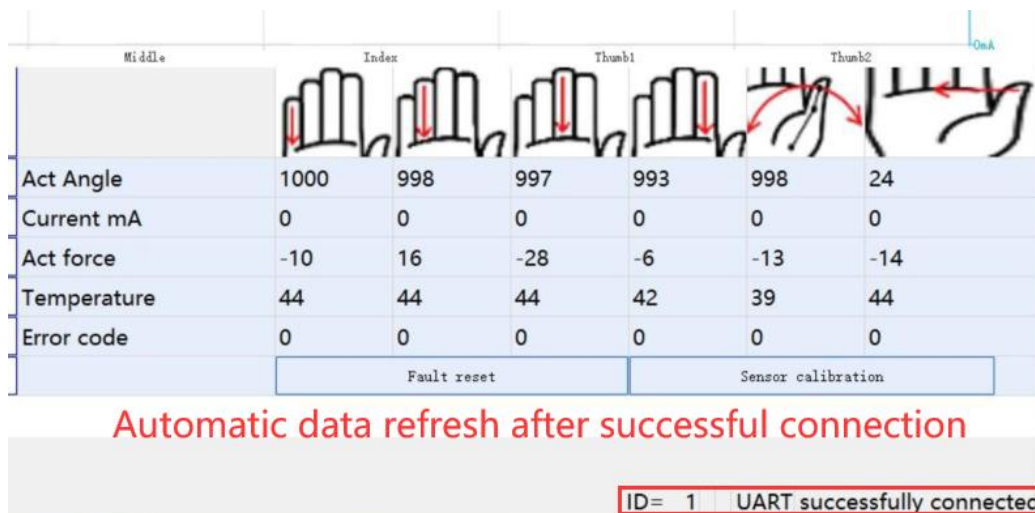 0mA
Middle Index Thumb1 Thumb2
Act Angle 1000 998 997 993 998 24
Current mA 0 0 0 0 0 0
Act force -10 16 -28 -6 -13 -14
Temperature 44 44 44 42 39 44
Error code 0 0 0 0 0 0
Fault reset Sensor calibration
Automatic data refresh after successful connection
ID= 1 UART successfully connected